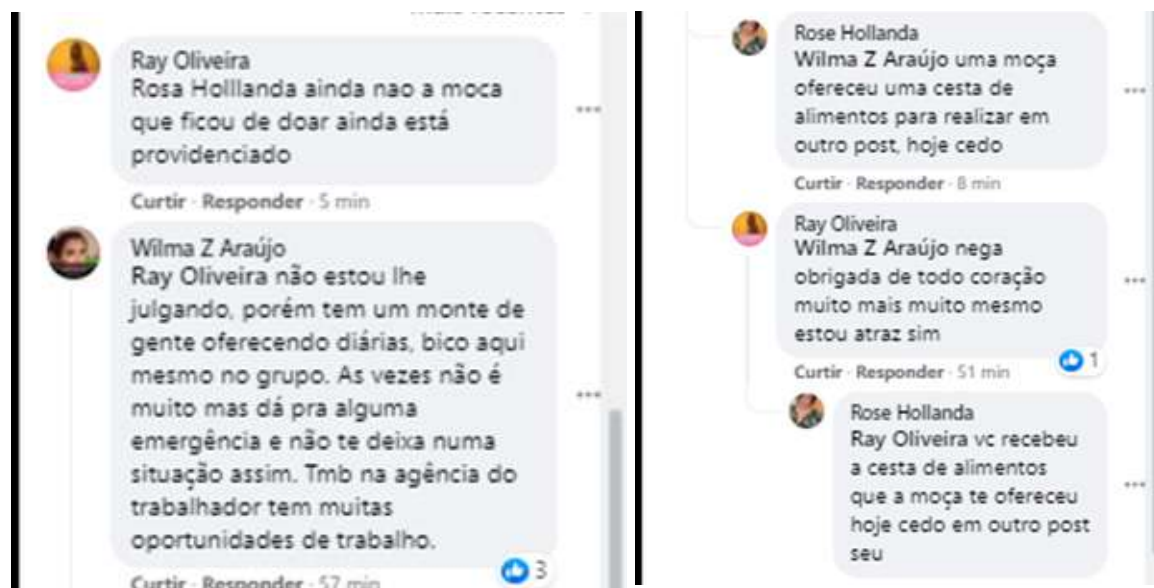 Ray Oliveira
Rosa Holllanda ainda nao a moca
que ficou de doar ainda está
providenciado
Curtir · Responder · 5 min
Wilma Z Araújo
Ray Oliveira não estou lhe
julgando, porém tem um monte de
gente oferecendo diárias, bico aqui
mesmo no grupo. As vezes não é
muito mas dá pra alguma
emergência e não te deixa numa
situação assim. Tmb na agência do
trabalhador tem muitas
oportunidades de trabalho.
3
Curtir · Responder · 57 min
Rose Hollanda
Wilma Z Araújo uma moça
ofereceu uma cesta de
alimentos para realizar em
outro post, hoje cedo
Curtir · Responder · 8 min
Ray Oliveira
Wilma Z Araújo nega
obrigada de todo coração
muito mais muito mesmo
estou atraz sim
1
Curtir · Responder · 51 min
Rose Hollanda
Ray Oliveira vc recebeu
a cesta de alimentos
que a moça te ofereceu
hoje cedo em outro post
seu